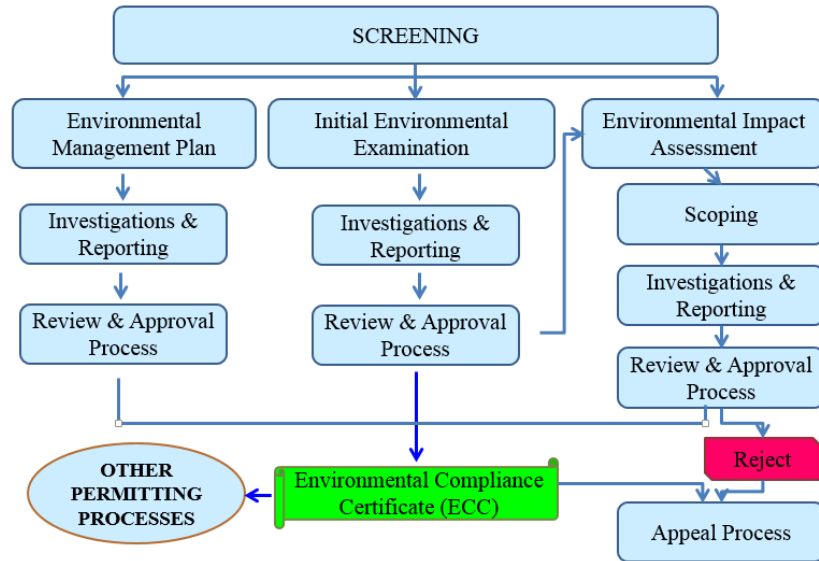 SCREENING
Environmental
Management Plan
Initial Environmental
Examination
Environmental Impact
Assessment
Investigations &
Reporting
Investigations &
Reporting
Scoping
Investigations &
Reporting
Review & Approval
Process
Review & Approval
Process
Review & Approval
Process
Reject
OTHER
PERMITTING
PROCESSES
Environmental Compliance
Certificate (ECC)
Appeal Process